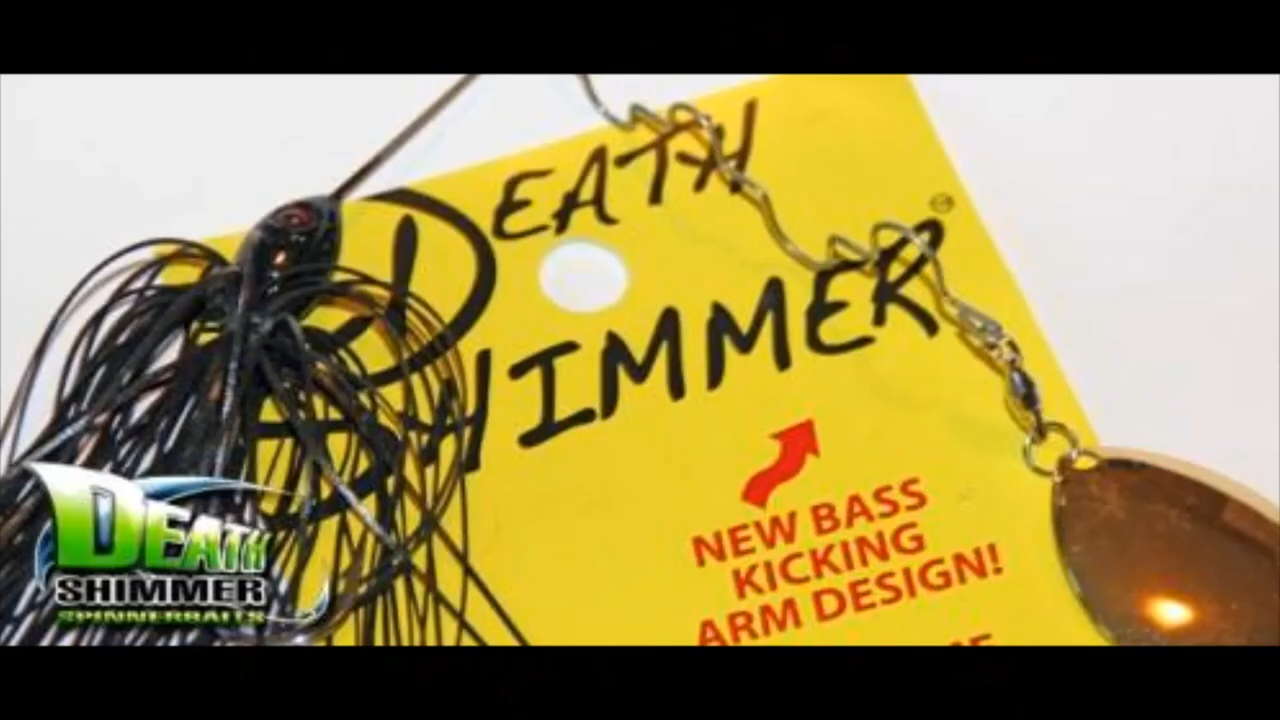 DEATH
SHIMMER®
NEW BASS
KICKING
ARM DESIGN!
DEATH
SHIMMER
SPINNERBAITS